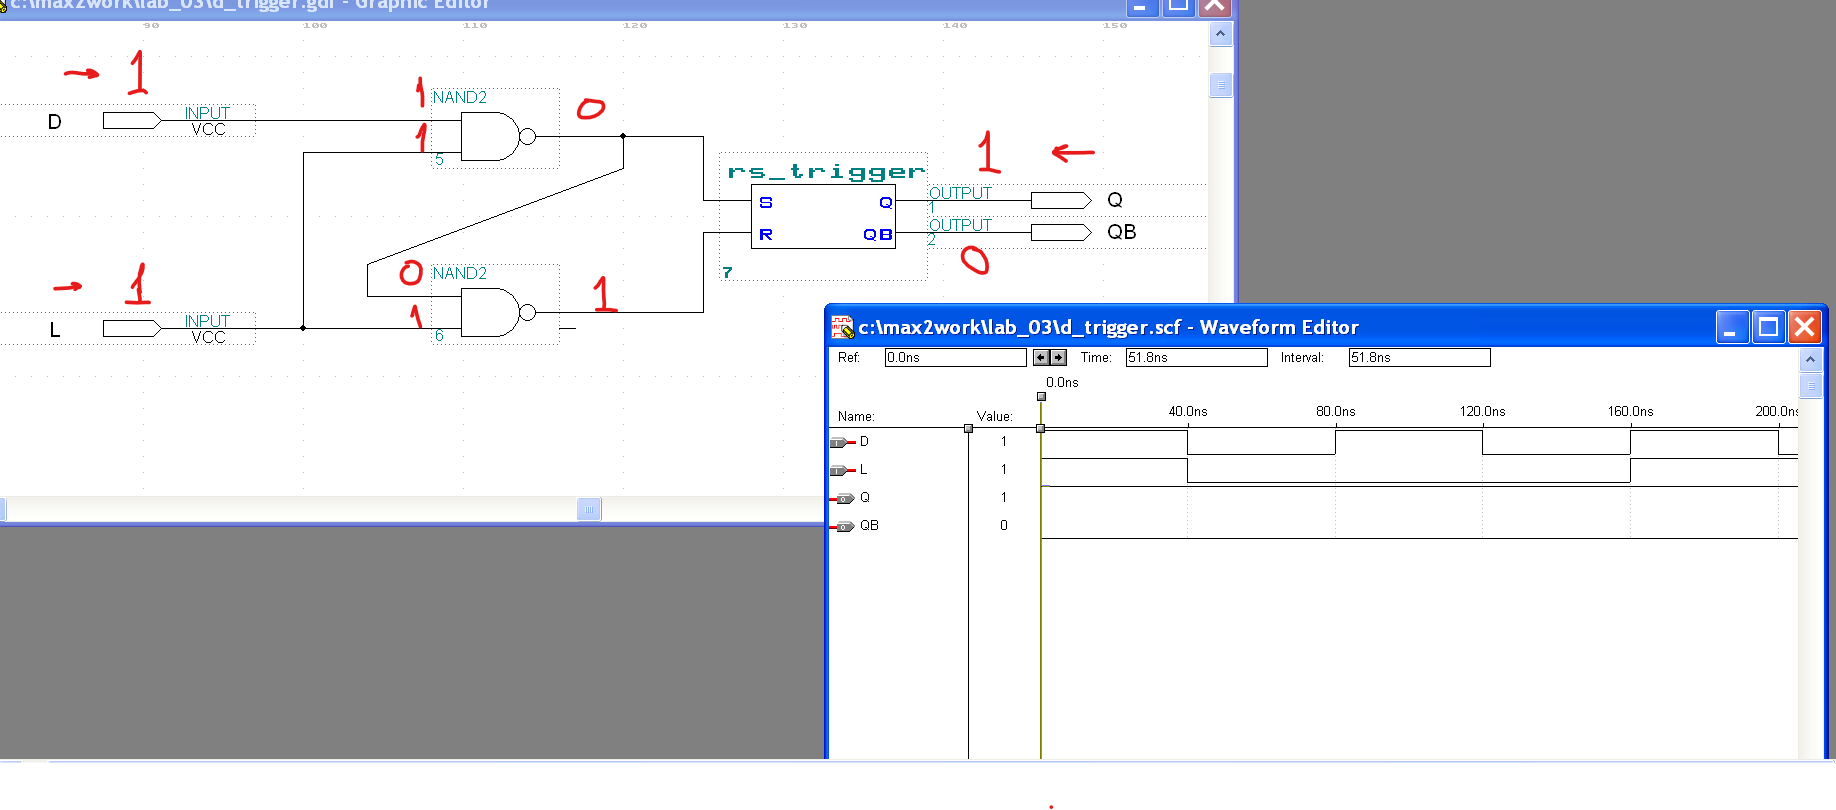 c:\max2work\lab_03\d_trigger.gdf - Graphic Editor
90 100 110 120 130 140 150
→ 1
1 NAND2
0
D INPUT
VCC
1
5
1 ←
rs_trigger
S Q OUTPUT
1 Q
R QB OUTPUT
2 QB
7
0
→ 1
0 NAND2
1
1
L INPUT
VCC
6
c:\max2work\lab_03\d_trigger.scf - Waveform Editor
Ref: 0.0ns Time: 51.8ns Interval: 51.8ns
0.0ns
Name: Value: 40.0ns 80.0ns 120.0ns 160.0ns 200.0ns
D 1
L 1
Q 1
QB 0